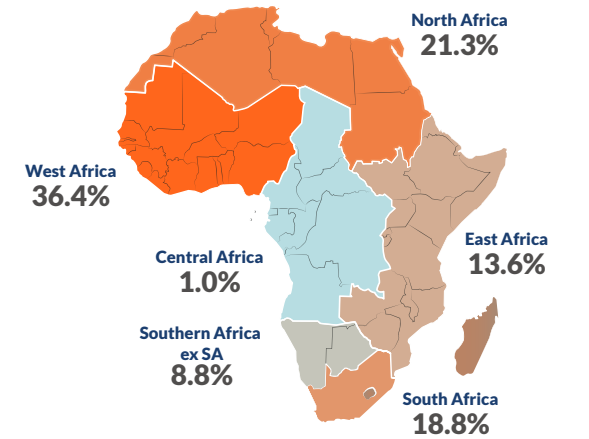 North Africa
21.3%
West Africa
36.4%
Central Africa
1.0%
East Africa
13.6%
Southern Africa
ex SA
8.8%
South Africa
18.8%